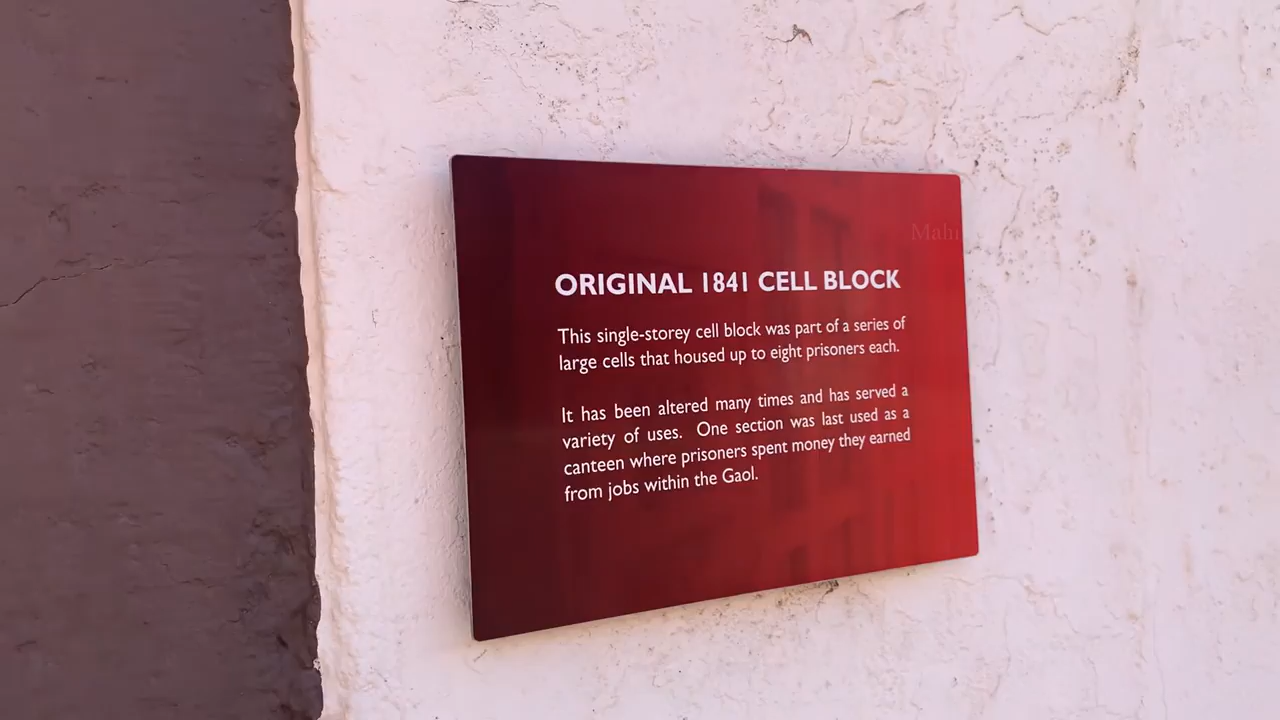 ORIGINAL 1841 CELL BLOCK
This single-storey cell block was part of a series of
large cells that housed up to eight prisoners each.
It has been altered many times and has served a
variety of uses. One section was last used as a
canteen where prisoners spent money they earned
from jobs within the Gaol.